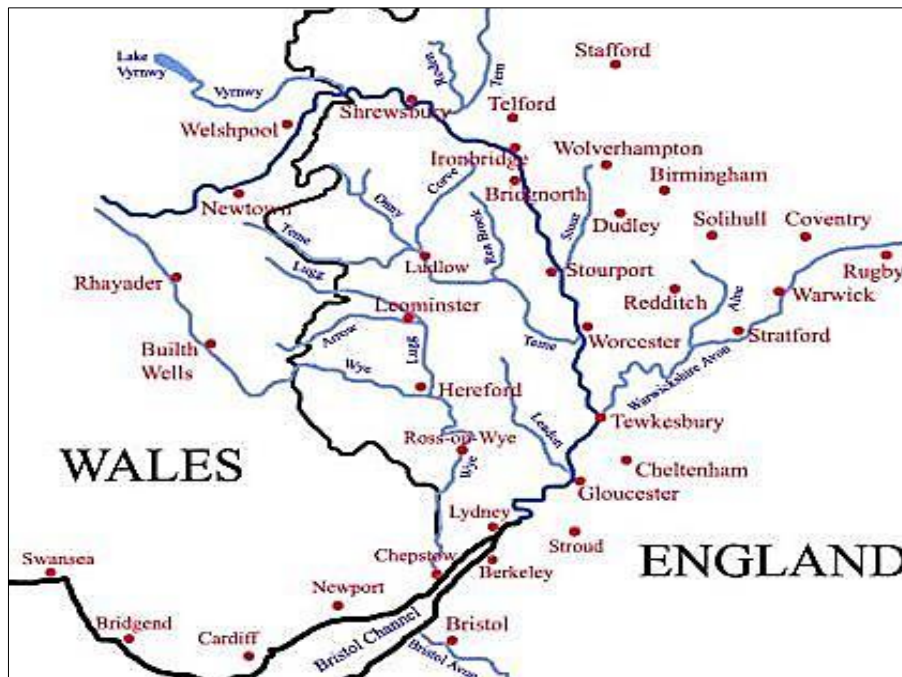 Stafford
Lake
Vyrnwy
Vyrnwy
Roden
Tern
Shrewsbury
Telford
Welshpool
Ironbridge
Wolverhampton
Birmingham
Bridgnorth
Corve
Onny
Newtown
Teme
Rea Brook
Stour
Dudley
Solihull
Coventry
Ludlow
Lugg
Stourport
Rugby
Rhayader
Redditch
Alne
Warwick
Leominster
Arrow
Lugg
Teme
Worcester
Stratford
Builth
Wells
Wye
Hereford
Warwickshire Avon
Tewkesbury
Leadon
Ross-on-Wye
WALES
Wye
Cheltenham
Gloucester
Lydney
Stroud
ENGLAND
Swansea
Chepstow
Berkeley
Newport
Bridgend
Cardiff
Bristol Channel
Bristol
Bristol Avon